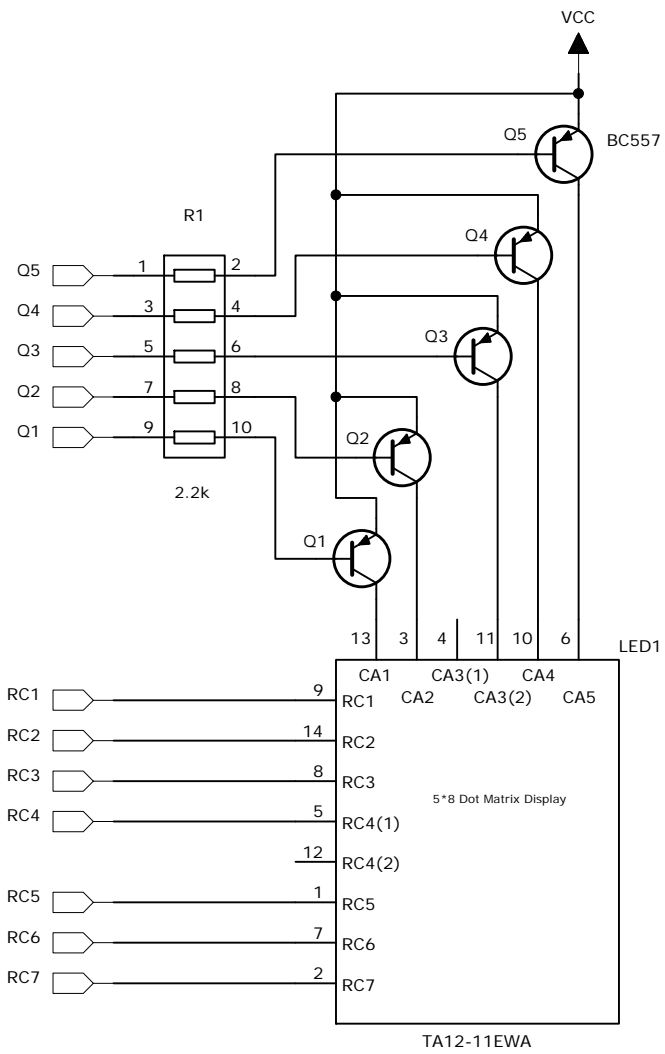 VCC
Q5
BC557
R1
Q4
Q5 1 2
Q4 3 4
Q3 5 6
Q3
Q2 7 8
Q1 9 10
Q2
2.2k
Q1
13 3 4 11 10 6
LED1
CA1 CA3(1) CA4
CA2 CA3(2) CA5
RC1 9 RC1
RC2 14 RC2
RC3 8 RC3
5*8 Dot Matrix Display
RC4 5 RC4(1)
12 RC4(2)
RC5 1 RC5
RC6 7 RC6
RC7 2 RC7
TA12-11EWA